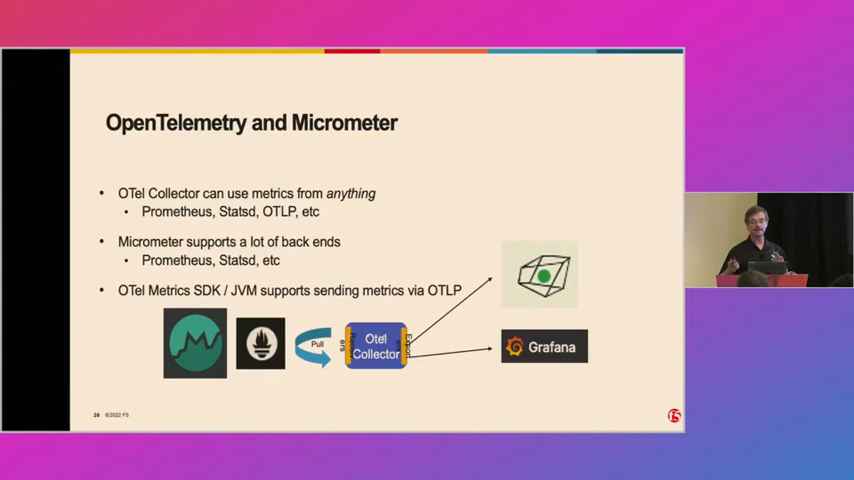 OpenTelemetry and Micrometer
• OTel Collector can use metrics from anything
• Prometheus, Statsd, OTLP, etc
• Micrometer supports a lot of back ends
• Prometheus, Statsd, etc
• OTel Metrics SDK / JVM supports sending metrics via OTLP
Pull
Otel
Collector
Grafana
26 ©2022 F5
f5